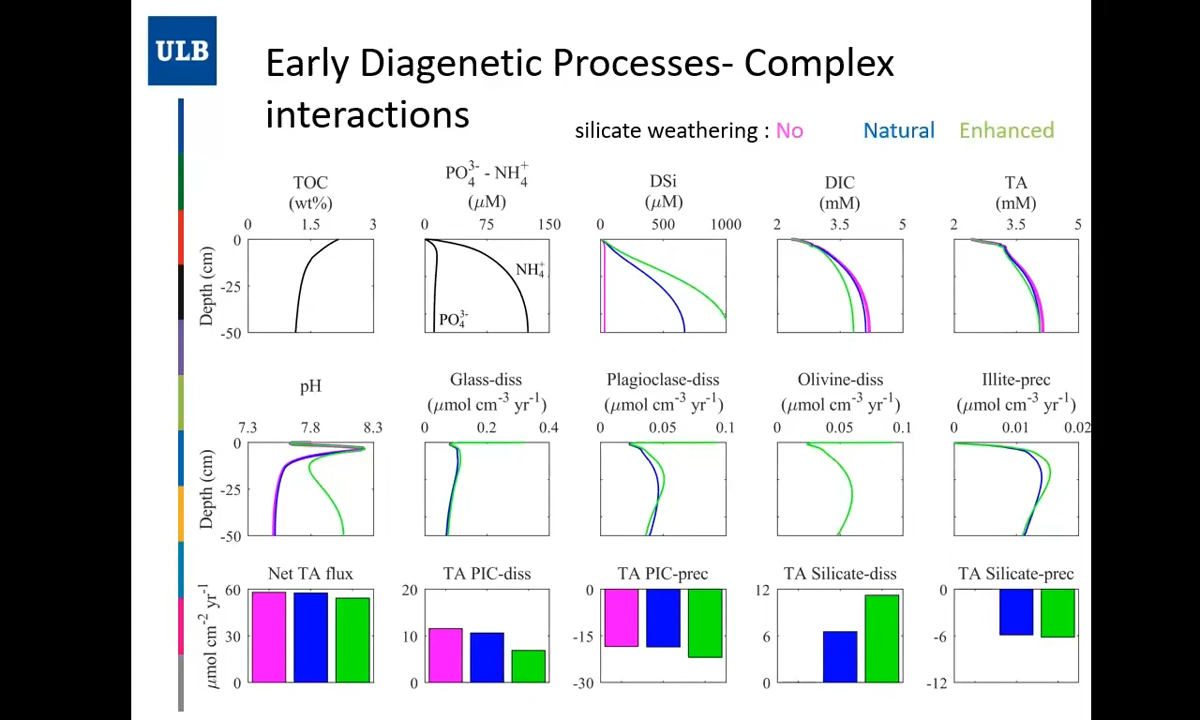 ULB
Early Diagenetic Processes- Complex
interactions
silicate weathering : No Natural Enhanced
TOC
(wt%)
0 1.5 3
PO₄³⁻ - NH₄⁺
(μM)
0 75 150
DSi
(μM)
0 500 1000
DIC
(mM)
2 3.5 5
TA
(mM)
2 3.5 5
Depth (cm)
0
-25
-50
NH₄⁺
PO₄³⁻
pH
7.3 7.8 8.3
Glass-diss
(μmol cm⁻³ yr⁻¹)
0 0.2 0.4
Plagioclase-diss
(μmol cm⁻³ yr⁻¹)
0 0.05 0.1
Olivine-diss
(μmol cm⁻³ yr⁻¹)
0 0.05 0.1
Illite-prec
(μmol cm⁻³ yr⁻¹)
0 0.01 0.02
Depth (cm)
0
-25
-50
Net TA flux
μmol cm⁻² yr⁻¹
60
30
0
TA PIC-diss
20
10
0
TA PIC-prec
0
-15
-30
TA Silicate-diss
12
6
0
TA Silicate-prec
0
-6
-12